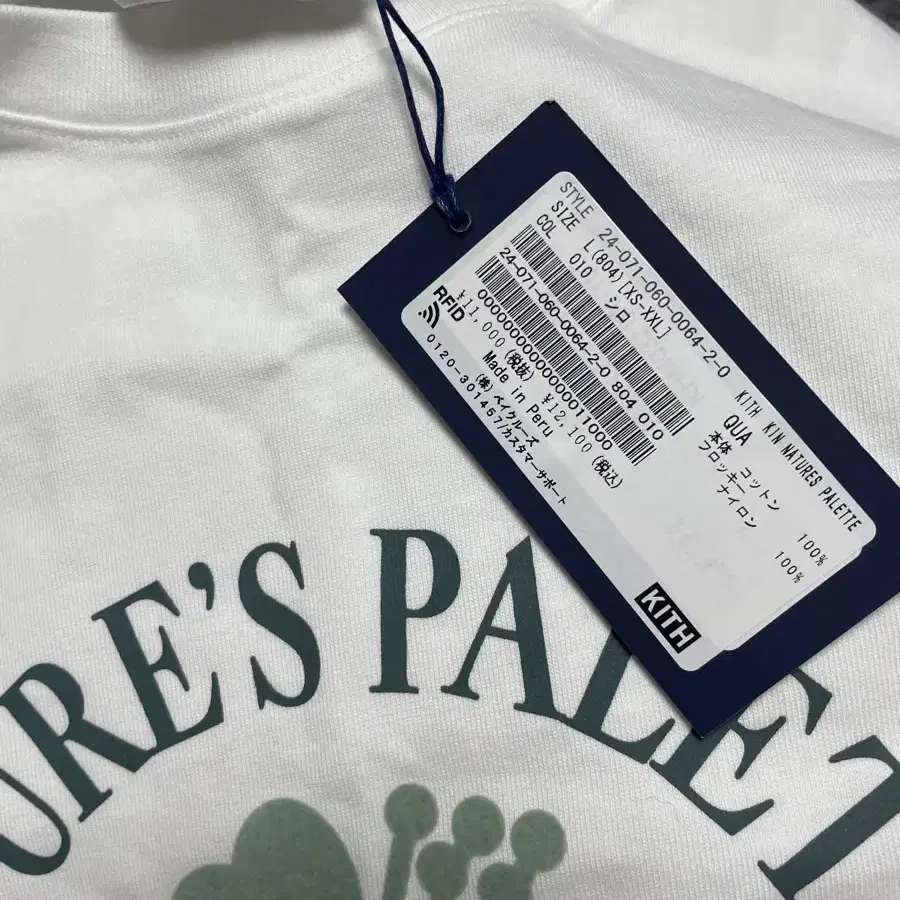 STYLE 24-071-060-0064-2-0 KITH KIN NATURES PALETTE
SIZE L(804)[XS-XXL]
COL 010 シロ
QUA
本体 コットン 100%
フロッキー
ナイロン 100%
24-071-060-0064-2-0 804 010
00000000000000011000
RFID
¥11,000(税抜) ¥12,100(税込)
Made in Peru
(株)ベイクルーズ
0120-301457/カスタマーサポート
KITH
URE'S PALET